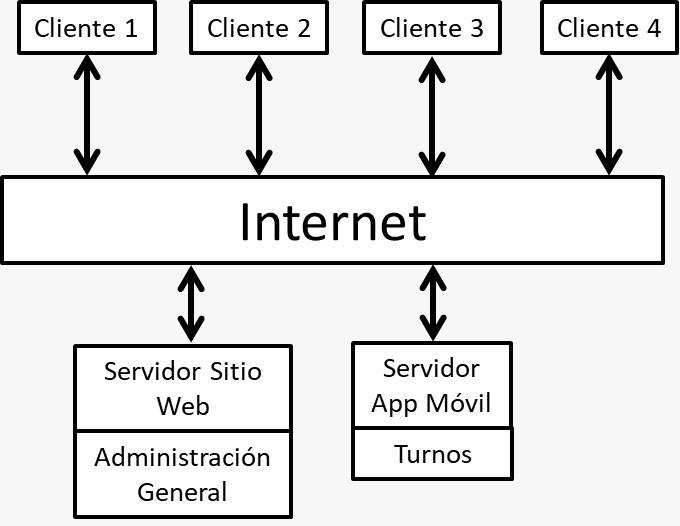 Cliente 1
Cliente 2
Cliente 3
Cliente 4
Internet
Servidor Sitio
Web
Administración
General
Servidor
App Móvil
Turnos